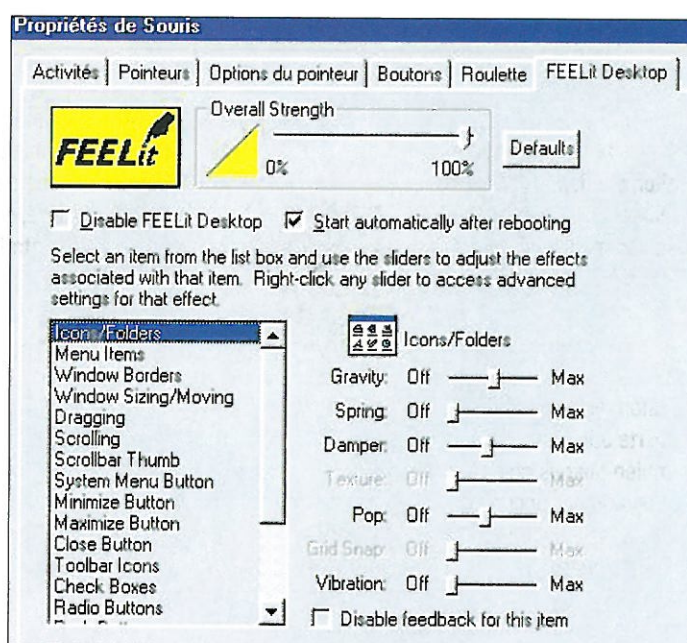 Propriétés de Souris
Activités Pointeurs Options du pointeur Boutons Roulette FEELit Desktop
FEELit
Overall Strength
0% 100%
Defaults
Disable FEELit Desktop Start automatically after rebooting
Select an item from the list box and use the sliders to adjust the effects
associated with that item. Right-click any slider to access advanced
settings for that effect.
Icons/Folders
Menu Items
Window Borders
Window Sizing/Moving
Dragging
Scrolling
Scrollbar Thumb
System Menu Button
Minimize Button
Maximize Button
Close Button
Toolbar Icons
Check Boxes
Radio Buttons
Icons/Folders
Gravity: Off Max
Spring: Off Max
Damper: Off Max
Texture: Off Max
Pop: Off Max
Grid Snap: Off Max
Vibration: Off Max
Disable feedback for this item